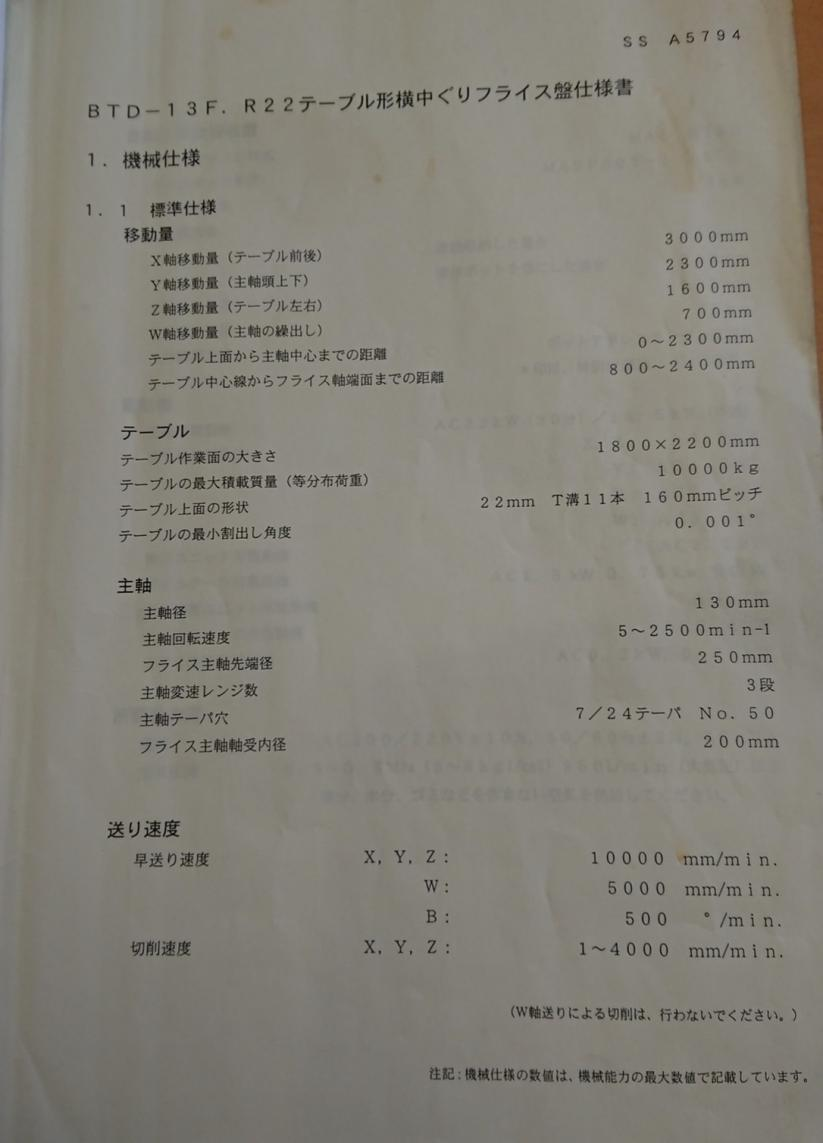 SS A5794
BTD-13F. R22テーブル形横中ぐりフライス盤仕様書
1. 機械仕様
1. 1 標準仕様
移動量
X軸移動量(テーブル前後) 3000mm
Y軸移動量(主軸頭上下) 2300mm
Z軸移動量(テーブル左右) 1600mm
W軸移動量(主軸の繰出し) 700mm
テーブル上面から主軸中心までの距離 0~2300mm
テーブル中心線からフライス軸端面までの距離 800~2400mm
テーブル
テーブル作業面の大きさ 1800×2200mm
テーブルの最大積載質量(等分布荷重) 10000kg
テーブル上面の形状 22mm T溝11本 160mmピッチ
テーブルの最小割出し角度 0.001°
主軸
主軸径 130mm
主軸回転速度 5~2500min-1
フライス主軸先端径 250mm
主軸変速レンジ数 3段
主軸テーパ穴 7/24テーパ No. 50
フライス主軸軸受内径 200mm
送り速度
早送り速度 X, Y, Z: 10000 mm/min.
W: 5000 mm/min.
B: 500 °/min.
切削速度 X, Y, Z: 1~4000 mm/min.
(W軸送りによる切削は、行わないでください。)
注記:機械仕様の数値は、機械能力の最大数値で記載しています。